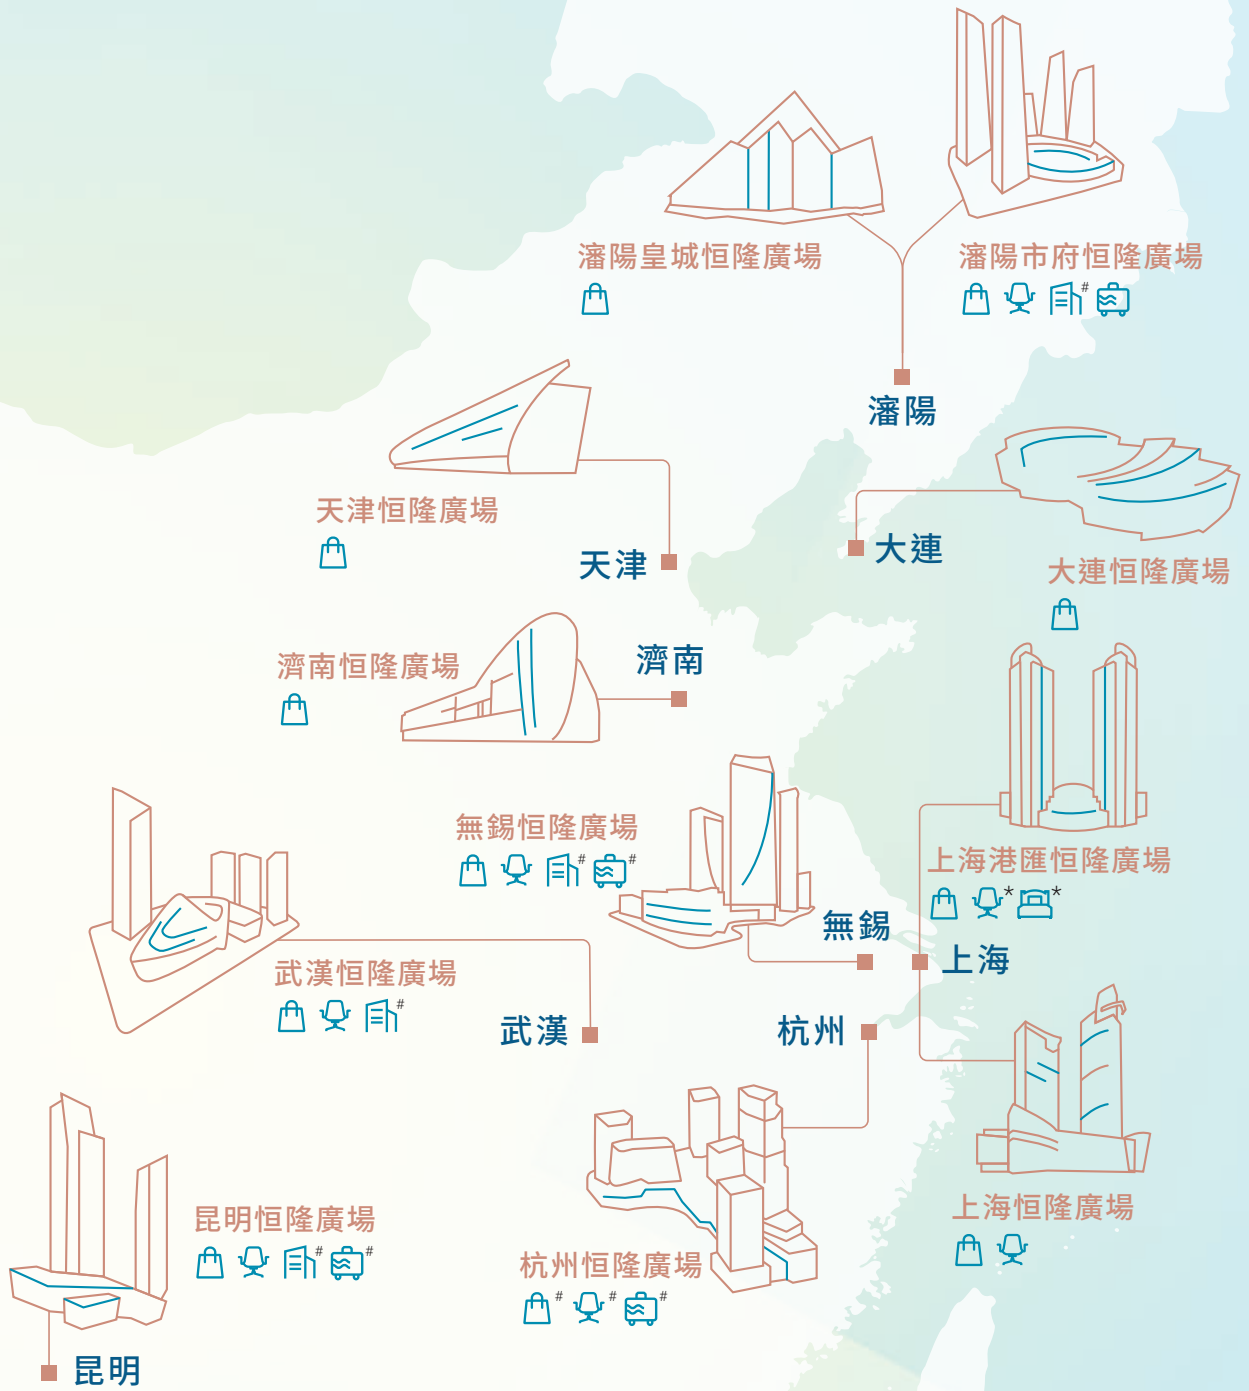 瀋陽皇城恒隆廣場
瀋陽市府恒隆廣場
#
瀋陽
天津恒隆廣場
天津
大連
大連恒隆廣場
濟南恒隆廣場
濟南
無錫恒隆廣場
# #
無錫
上海港匯恒隆廣場
* *
上海
武漢恒隆廣場
#
武漢
杭州
昆明恒隆廣場
# #
昆明
杭州恒隆廣場
# # #
上海恒隆廣場